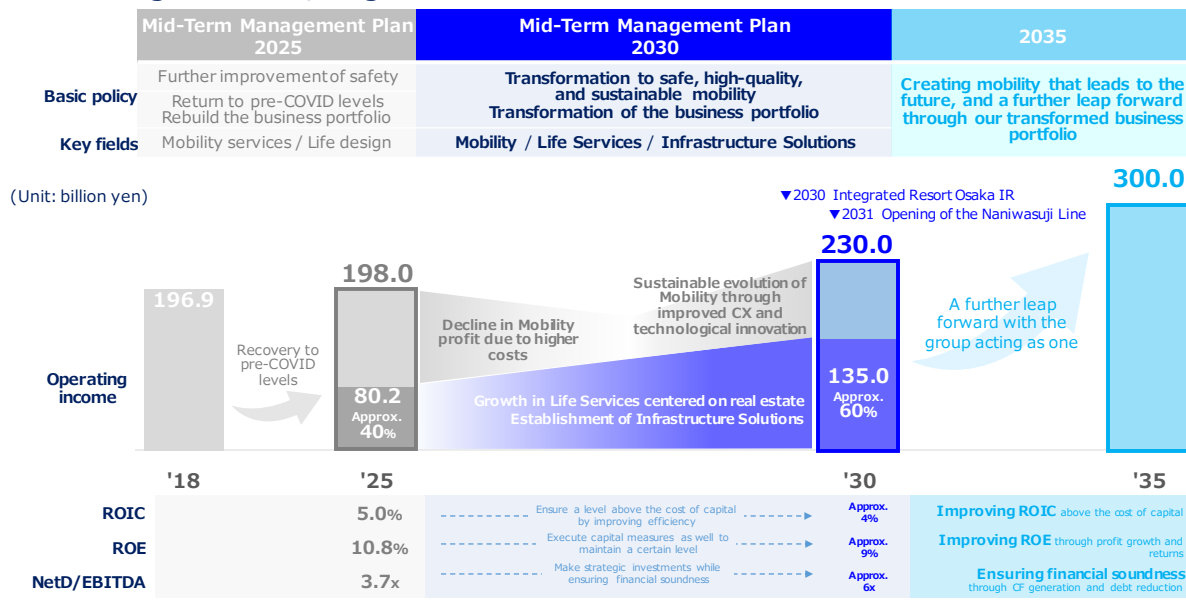 Mid-Term Management Plan
2025
Mid-Term Management Plan
2030
2035
Basic policy
Further improvement of safety
Return to pre-COVID levels
Rebuild the business portfolio
Transformation to safe, high-quality,
and sustainable mobility
Transformation of the business portfolio
Creating mobility that leads to the
future, and a further leap forward
through our transformed business
portfolio
Key fields
Mobility services / Life design
Mobility / Life Services / Infrastructure Solutions
(Unit: billion yen)
▼2030 Integrated Resort Osaka IR
▼2031 Opening of the Naniwasuji Line
300.0
230.0
198.0
196.9
Operating
income
Recovery to
pre-COVID
levels
80.2
Approx.
40%
Decline in Mobility
profit due to higher
costs
Sustainable evolution of
Mobility through
improved CX and
technological innovation
Growth in Life Services centered on real estate
Establishment of Infrastructure Solutions
135.0
Approx.
60%
A further leap
forward with the
group acting as one
'18
'25
'30
'35
ROIC
5.0%
Ensure a level above the cost of capital
by improving efficiency
Approx.
4%
Improving ROIC above the cost of capital
ROE
10.8%
Execute capital measures as well to
maintain a certain level
Approx.
9%
Improving ROE through profit growth and
returns
NetD/EBITDA
3.7x
Make strategic investments while
ensuring financial soundness
Approx.
6x
Ensuring financial soundness
through CF generation and debt reduction